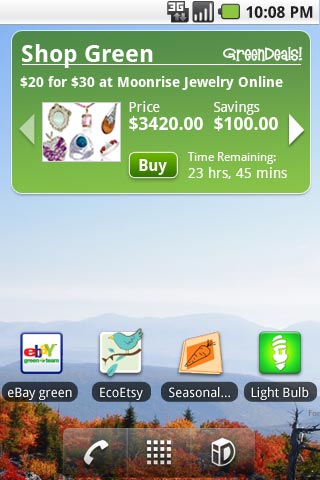 3G 10:08 PM
Shop Green GREENDEALS!
$20 for $30 at Moonrise Jewelry Online
Price Savings
$3420.00 $100.00
Buy Time Remaining:
23 hrs, 45 mins
ebY
green team
eBay green EcoEtsy Seasonal... Light Bulb